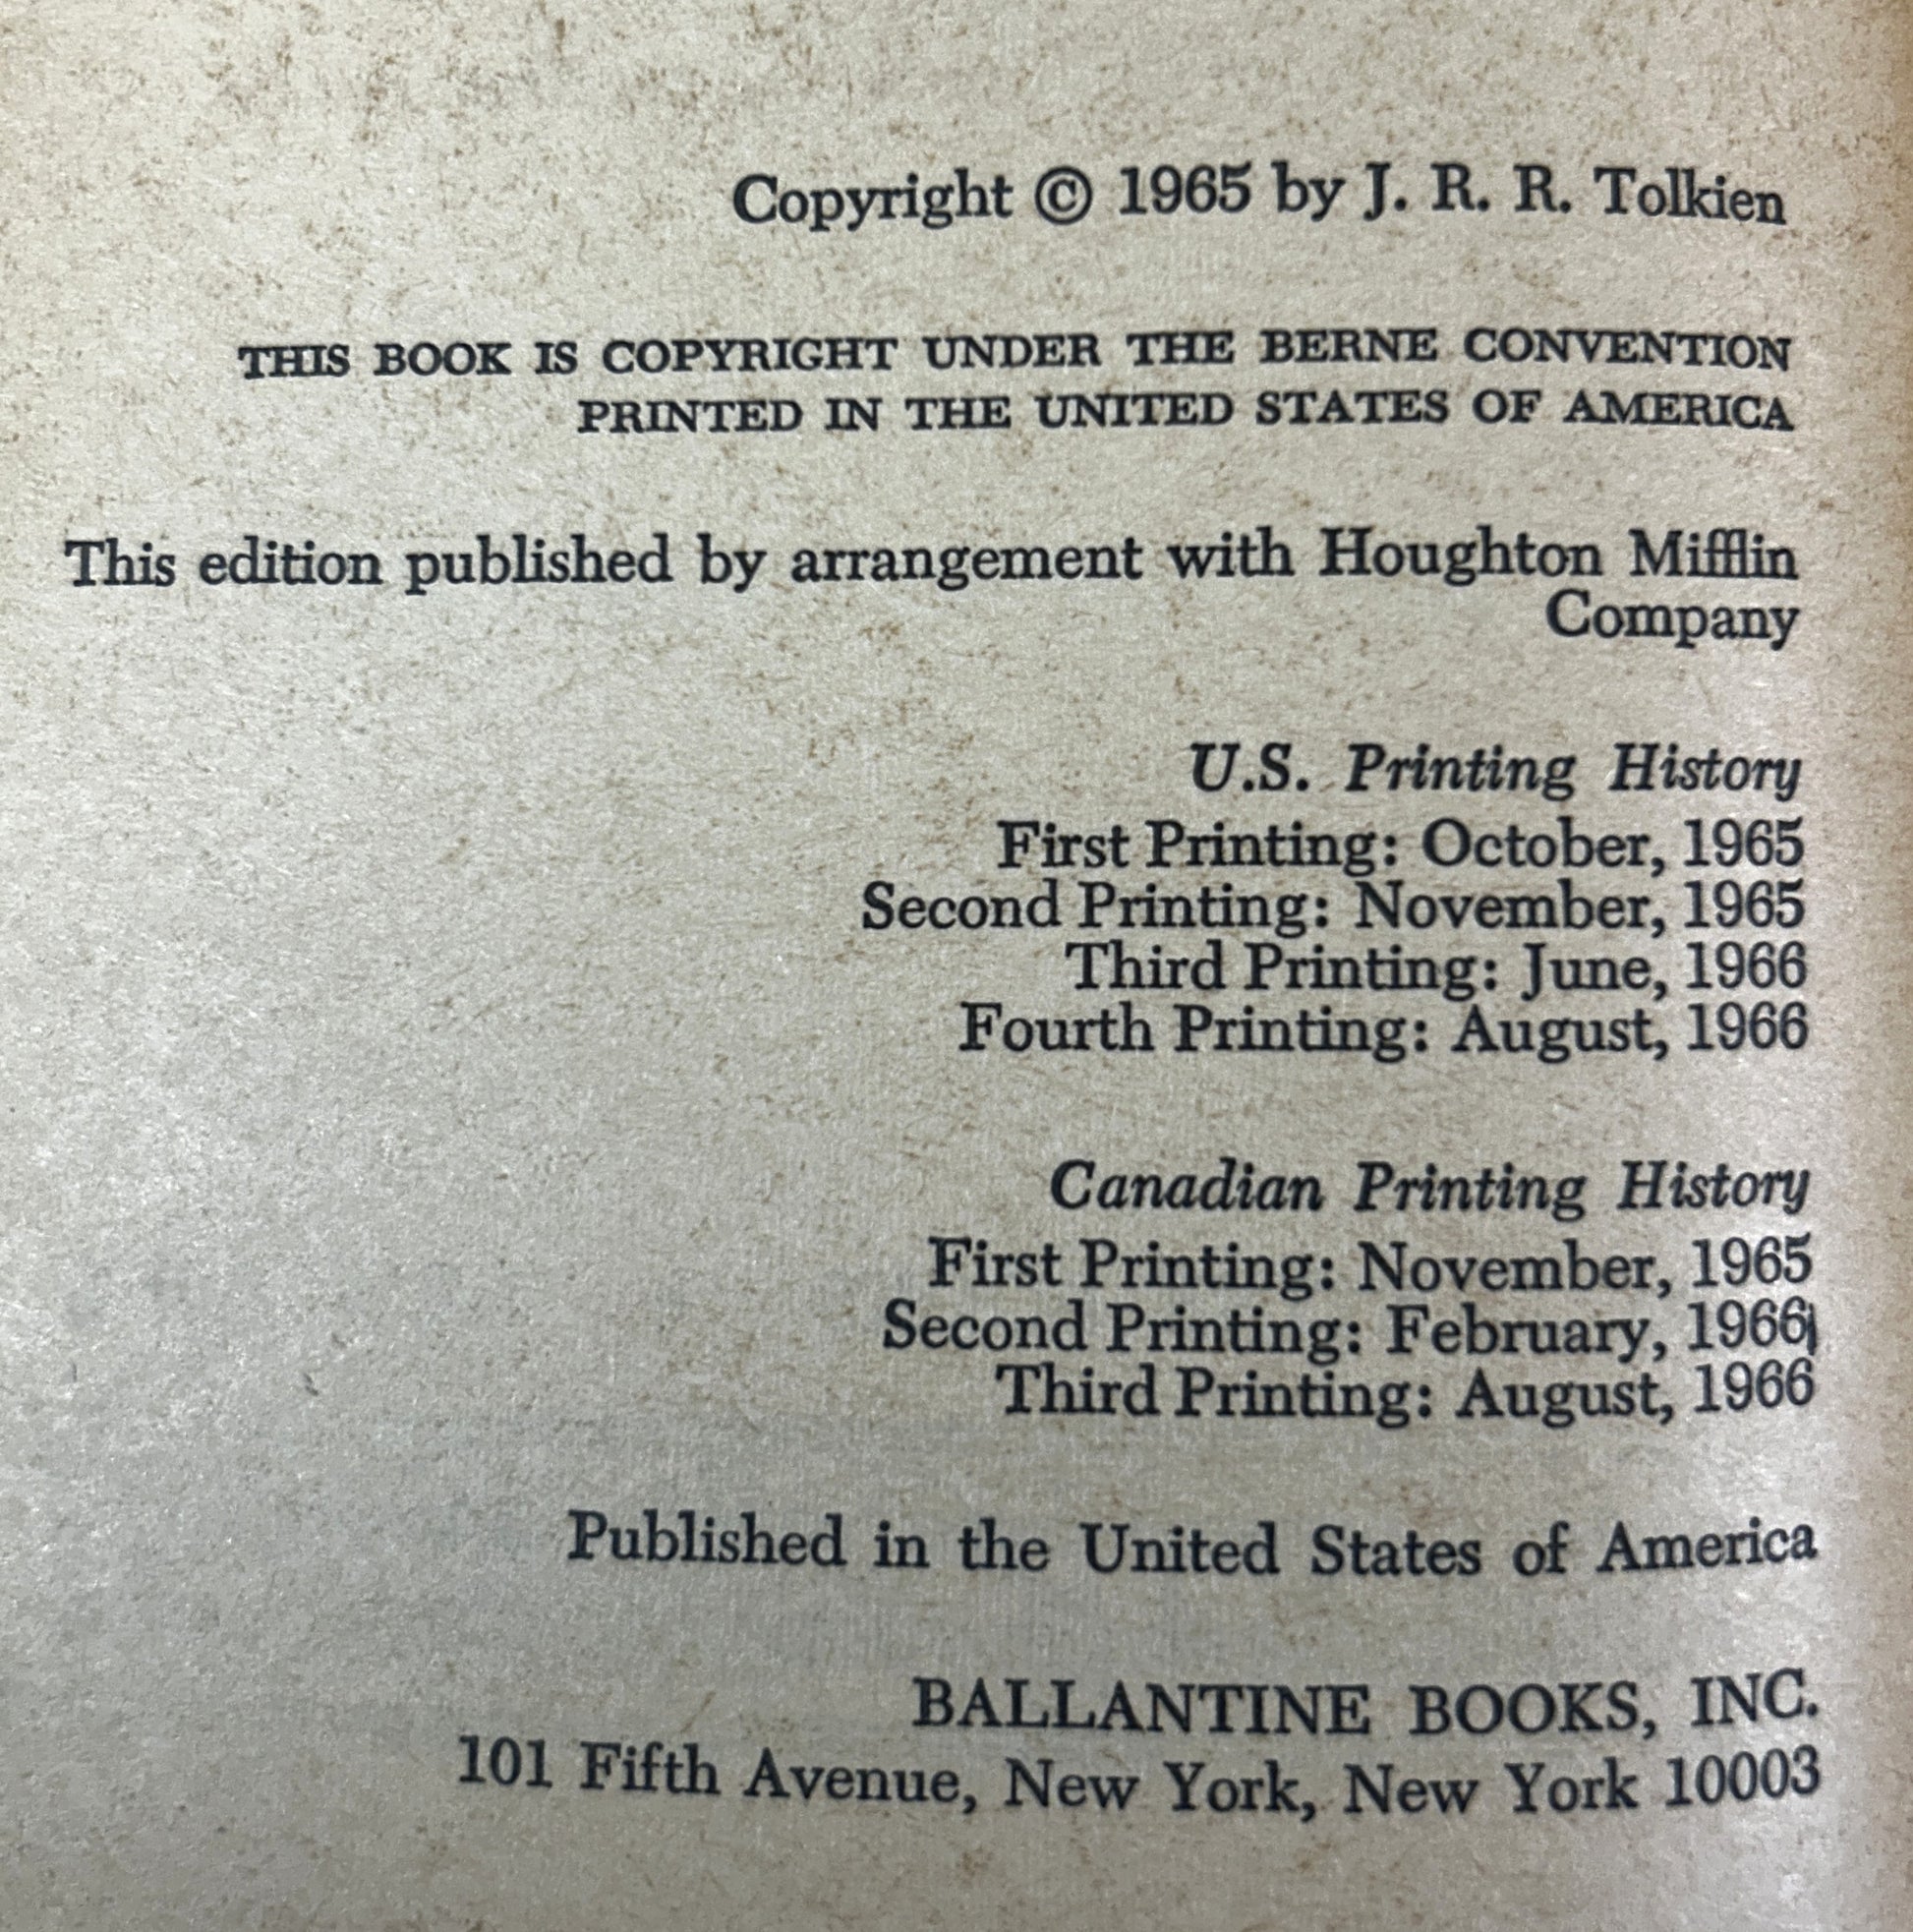 Copyright © 1965 by J. R. R. Tolkien
THIS BOOK IS COPYRIGHT UNDER THE BERNE CONVENTION
PRINTED IN THE UNITED STATES OF AMERICA
This edition published by arrangement with Houghton Mifflin
Company
U.S. Printing History
First Printing: October, 1965
Second Printing: November, 1965
Third Printing: June, 1966
Fourth Printing: August, 1966
Canadian Printing History
First Printing: November, 1965
Second Printing: February, 1966
Third Printing: August, 1966
Published in the United States of America
BALLANTINE BOOKS, INC.
101 Fifth Avenue, New York, New York 10003